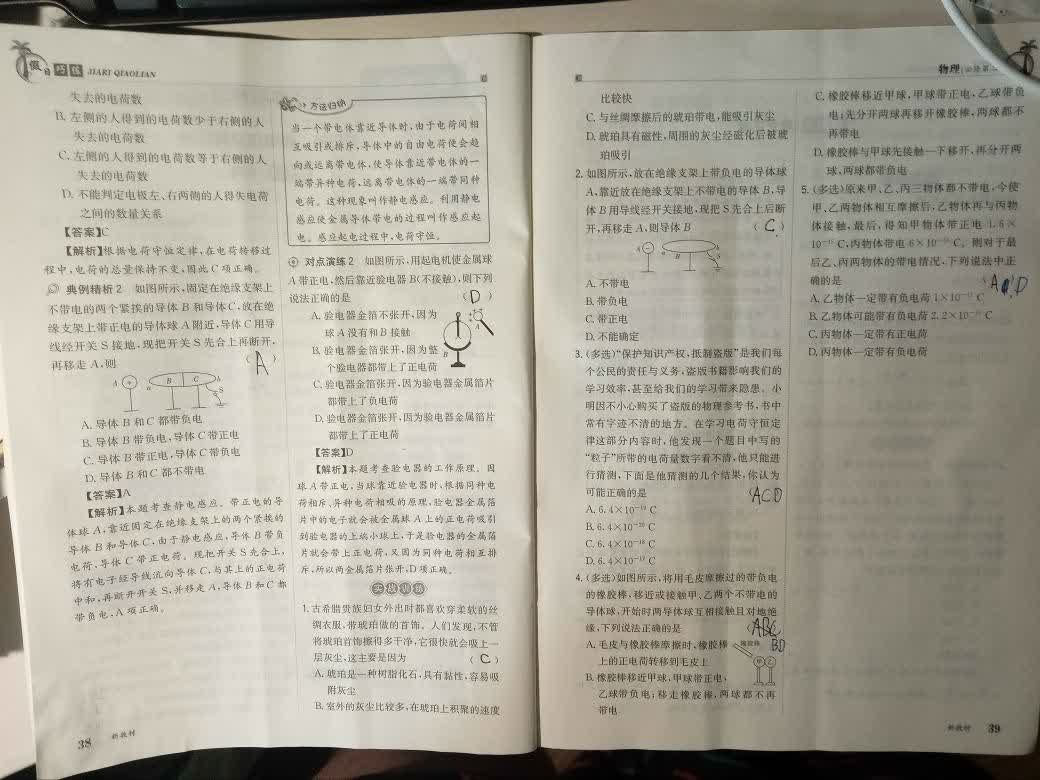 假日巧练 JIARI QIAOLIAN
失去的电荷数
B. 左侧的人得到的电荷数少于右侧的人
失去的电荷数
C. 左侧的人得到的电荷数等于右侧的人
失去的电荷数
D. 不能判定电极左、右两侧的人得失电荷
之间的数量关系
【答案】C
【解析】根据电荷守恒定律,在电荷转移过
程中,电荷的总量保持不变,因此C项正确。
典例精析2 如图所示,固定在绝缘支架上
不带电的两个紧挨的导体B和导体C,放在绝
缘支架上带正电的导体球A附近,导体C用导
线经开关S接地,现把开关S先合上再断开,
再移走A,则 ( A )
A a B C b S
A. 导体B和C都带负电
B. 导体B带负电,导体C带正电
C. 导体B带正电,导体C带负电
D. 导体B和C都不带电
【答案】A
【解析】本题考查静电感应。带正电的导
体球A,靠近固定在绝缘支架上的两个紧挨的
导体B和导体C,由于静电感应,导体B带负
电荷,导体C带正电荷。现把开关S先合上,
将有电子经导线流向导体C,与其上的正电荷
中和,再断开开关S,并移走A,导体B和C都
带负电,A项正确。
38 新教材
方法归纳
当一个带电体靠近导体时,由于电荷间相
互吸引或排斥,导体中的自由电荷便会趋
向或远离带电体,使导体靠近带电体的一
端带异种电荷,远离带电体的一端带同种
电荷。这种现象叫作静电感应。利用静电
感应使金属导体带电的过程叫作感应起
电。感应起电过程中,电荷守恒。
对点演练2 如图所示,用起电机使金属球
A带正电,然后靠近验电器B(不接触),则下列
说法正确的是 ( D )
A. 验电器金箔不张开,因为
球A没有和B接触
B. 验电器金箔张开,因为整
个验电器都带上了正电荷
A
B
C. 验电器金箔张开,因为验电器金属箔片
都带上了负电荷
D. 验电器金箔张开,因为验电器金属箔片
都带上了正电荷
【答案】D
【解析】本题考查验电器的工作原理。因
球A带正电,当球靠近验电器时,根据同种电
荷相斥、异种电荷相吸的原理,验电器金属箔
片中的电子就会被金属球A上的正电荷吸引
到验电器的上端小球上,于是验电器的金属箔
片就会带上正电荷,又因为同种电荷相互排
斥,所以两金属箔片张开,D项正确。
实战训练
1. 古希腊贵族妇女外出时都喜欢穿柔软的丝
绸衣服,带琥珀做的首饰。人们发现,不管
将琥珀首饰擦得多干净,它很快就会吸上一
层灰尘,这主要是因为 ( C )
A. 琥珀是一种树脂化石,具有黏性,容易吸
附灰尘
B. 室外的灰尘比较多,在琥珀上积聚的速度
物理
比较快
C. 与丝绸摩擦后的琥珀带电,能吸引灰尘
D. 琥珀具有磁性,周围的灰尘经磁化后被琥
珀吸引
2. 如图所示,放在绝缘支架上带负电的导体球
A,靠近放在绝缘支架上不带电的导体B,导
体B用导线经开关接地,现把S先合上后断
开,再移走A,则导体B ( C )
A B S
A. 不带电
B. 带负电
C. 带正电
D. 不能确定
3. (多选)“保护知识产权,抵制盗版”是我们每
个公民的责任与义务,盗版书籍影响我们的
学习效率,甚至给我们的学习带来隐患。小
明因不小心购买了盗版的物理参考书,书中
常有字迹不清的地方。在学习电荷守恒定
律这部分内容时,他发现一个题目中写的
“粒子”所带的电荷量数字看不清,他只能进
行猜测,下面是他猜测的几个结果,你认为
可能正确的是 (ACD
A. 6.4×10⁻¹⁹ C
B. 6.4×10⁻²⁰ C
C. 6.4×10⁻¹⁸ C
D. 6.4×10⁻¹⁷ C
4. (多选)如图所示,将用毛皮摩擦过的带负电
的橡胶棒,移近或接触甲、乙两个不带电的
导体球,开始时两导体球互相接触且对地绝
缘,下列说法正确的是 ABC
BD
A. 毛皮与橡胶棒摩擦时,橡胶棒
上的正电荷转移到毛皮上
橡胶棒
甲 乙
B. 橡胶棒移近甲球,甲球带正电,
乙球带负电;移走橡胶棒,两球都不再
带电
C. 橡胶棒移近甲球,甲球带正电,乙球带负
电;先分开两球再移开橡胶棒,两球都不
再带电
D. 橡胶棒与甲球先接触一下移开,再分开两
球,两球都带负电
5. (多选)原来甲、乙、丙三物体都不带电,今使
甲、乙两物体相互摩擦后,乙物体再与丙物
体接触,最后,得知甲物体带正电1.6×
C,丙物体带电 C。则对于最
后乙、丙两物体的带电情况,下列说法中正
确的是
A. 乙物体一定带有负电荷 C
B. 乙物体可能带有负电荷 C
C. 丙物体一定带有正电荷
D. 丙物体一定带有负电荷
新教材 39